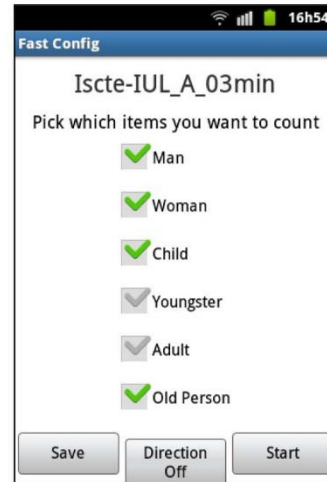 16h54
Fast Config
Iscte-IUL_A_03min
Pick which items you want to count
Man
Woman
Child
Youngster
Adult
Old Person
Save
Direction
Off
Start